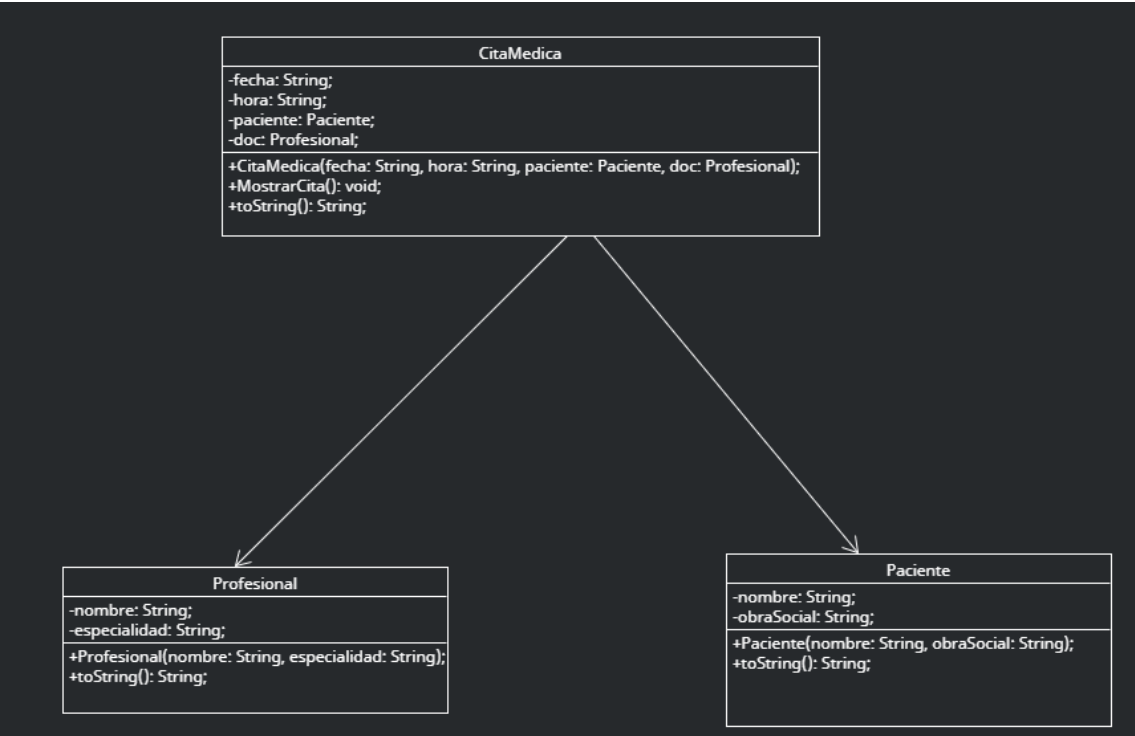 CitaMedica
-fecha: String;
-hora: String;
-paciente: Paciente;
-doc: Profesional;
+CitaMedica(fecha: String, hora: String, paciente: Paciente, doc: Profesional);
+MostrarCita(): void;
+toString(): String;
Profesional
-nombre: String;
-especialidad: String;
+Profesional(nombre: String, especialidad: String);
+toString(): String;
Paciente
-nombre: String;
-obraSocial: String;
+Paciente(nombre: String, obraSocial: String);
+toString(): String;